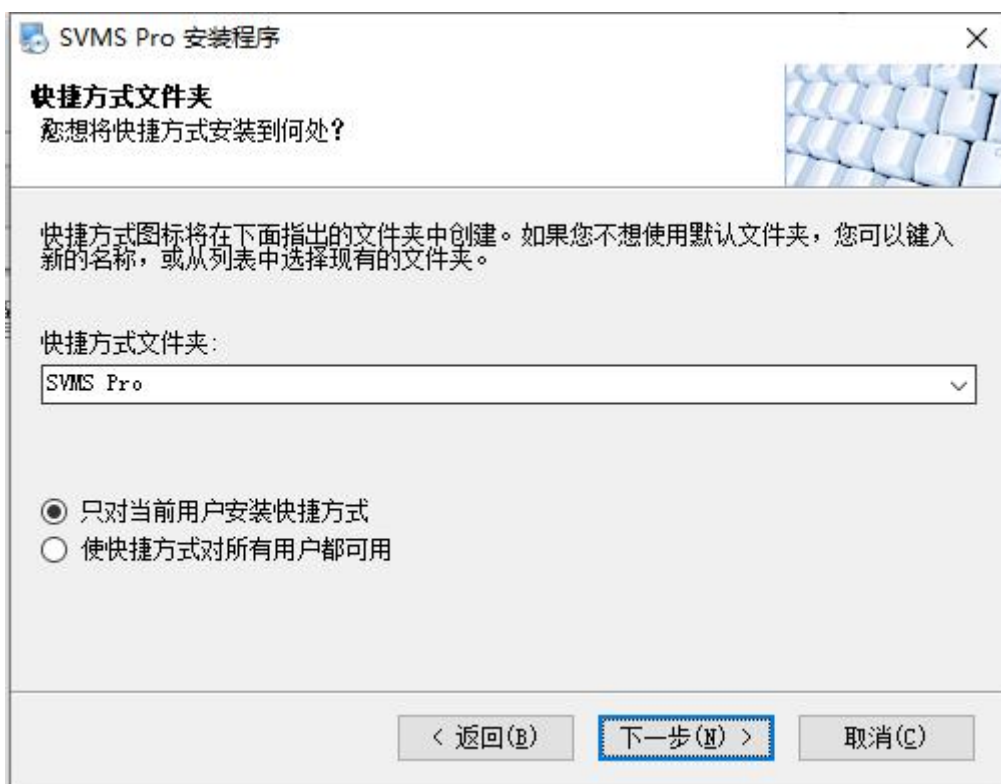 SVMS Pro 安装程序
快捷方式文件夹
您想将快捷方式安装到何处?
快捷方式图标将在下面指出的文件夹中创建。如果您不想使用默认文件夹，您可以键入
新的名称，或从列表中选择现有的文件夹。
快捷方式文件夹:
SVMS Pro
只对当前用户安装快捷方式
使快捷方式对所有用户都可用
< 返回(B) 下一步(N) > 取消(C)